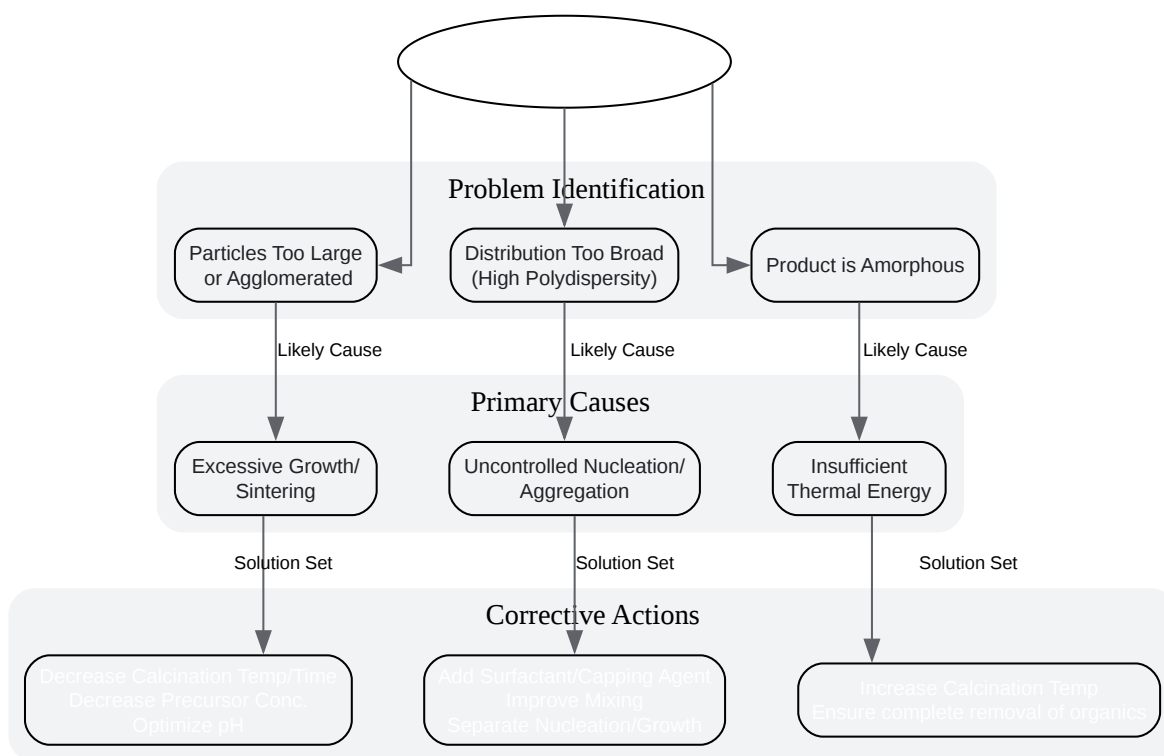 Problem Identification
Particles Too Large
or Agglomerated
Distribution Too Broad
(High Polydispersity)
Product is Amorphous
Likely Cause
Likely Cause
Likely Cause
Primary Causes
Excessive Growth/
Sintering
Uncontrolled Nucleation/
Aggregation
Insufficient
Thermal Energy
Solution Set
Solution Set
Solution Set
Corrective Actions
Decrease Calcination Temp/Time
Decrease Precursor Conc.
Optimize pH
Add Surfactant/Capping Agent
Improve Mixing
Separate Nucleation/Growth
Increase Calcination Temp
Ensure complete removal of organics